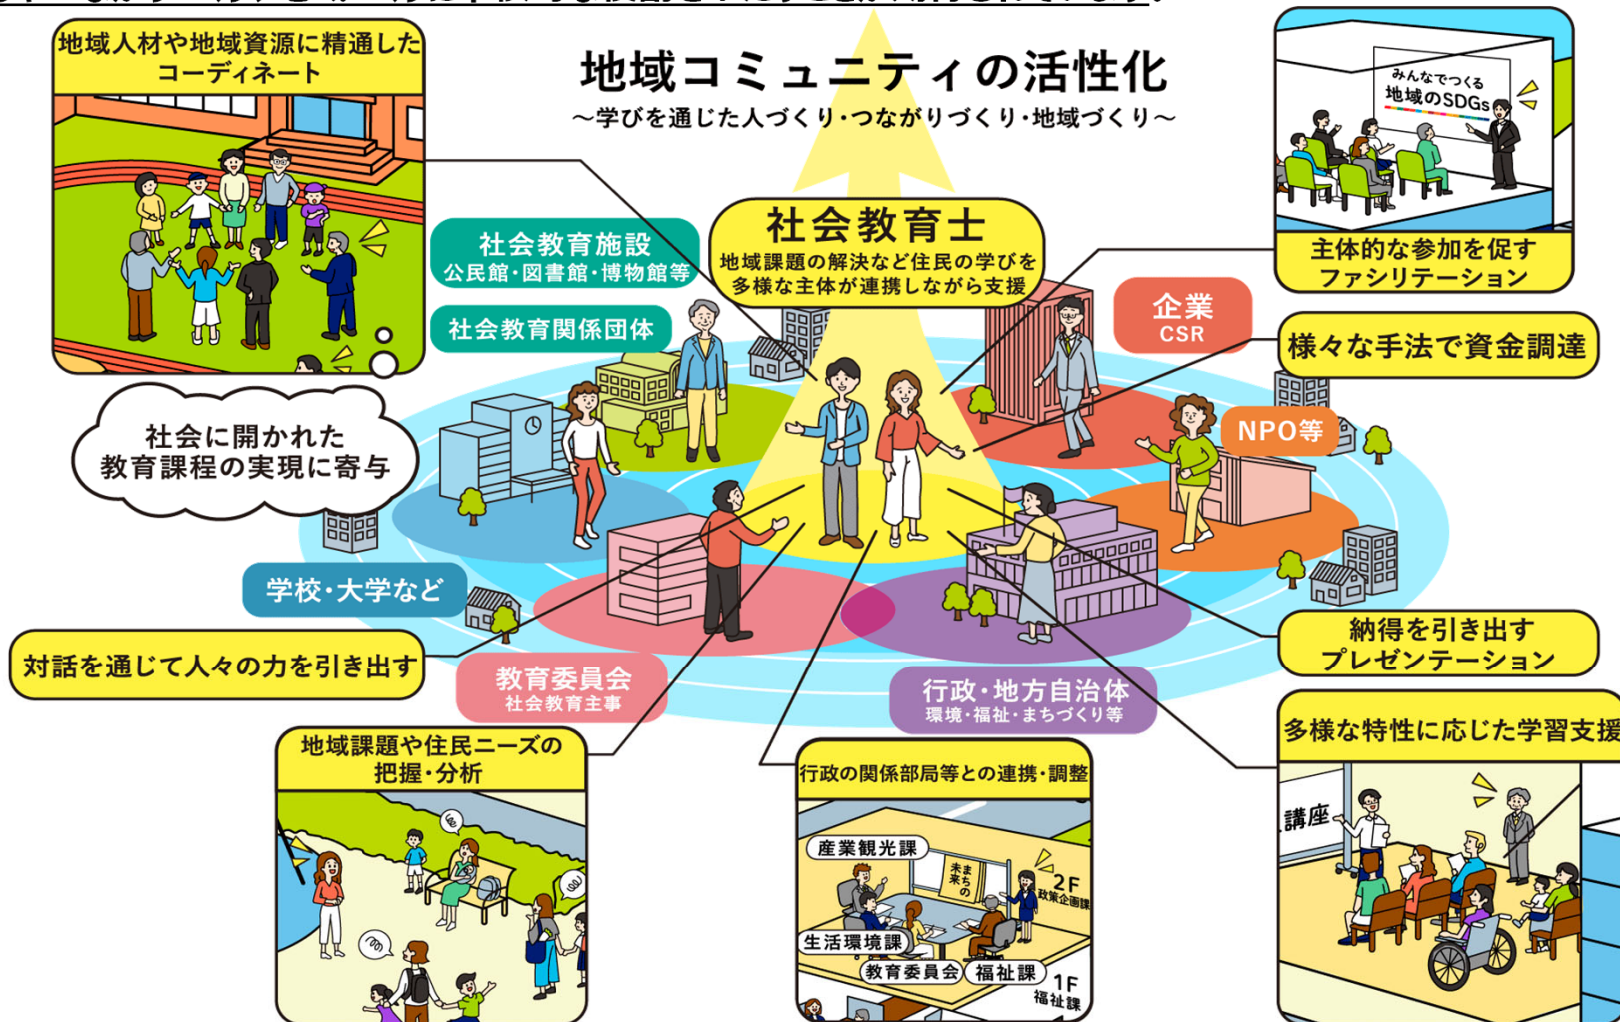 地域コミュニティの活性化
～学びを通じた人づくり・つながりづくり・地域づくり～
地域人材や地域資源に精通した
コーディネート
みんなでつくる
地域のSDGs
主体的な参加を促す
ファシリテーション
社会教育士
地域課題の解決など住民の学びを
多様な主体が連携しながら支援
社会教育施設
公民館・図書館・博物館等
社会教育関係団体
企業
CSR
様々な手法で資金調達
NPO等
社会に開かれた
教育課程の実現に寄与
学校・大学など
対話を通じて人々の力を引き出す
教育委員会
社会教育主事
行政・地方自治体
環境・福祉・まちづくり等
納得を引き出す
プレゼンテーション
地域課題や住民ニーズの
把握・分析
行政の関係部局等との連携・調整
産業観光課
まちの
未来
2F
政策企画課
生活環境課
教育委員会
福祉課
1F
福祉課
多様な特性に応じた学習支援
講座